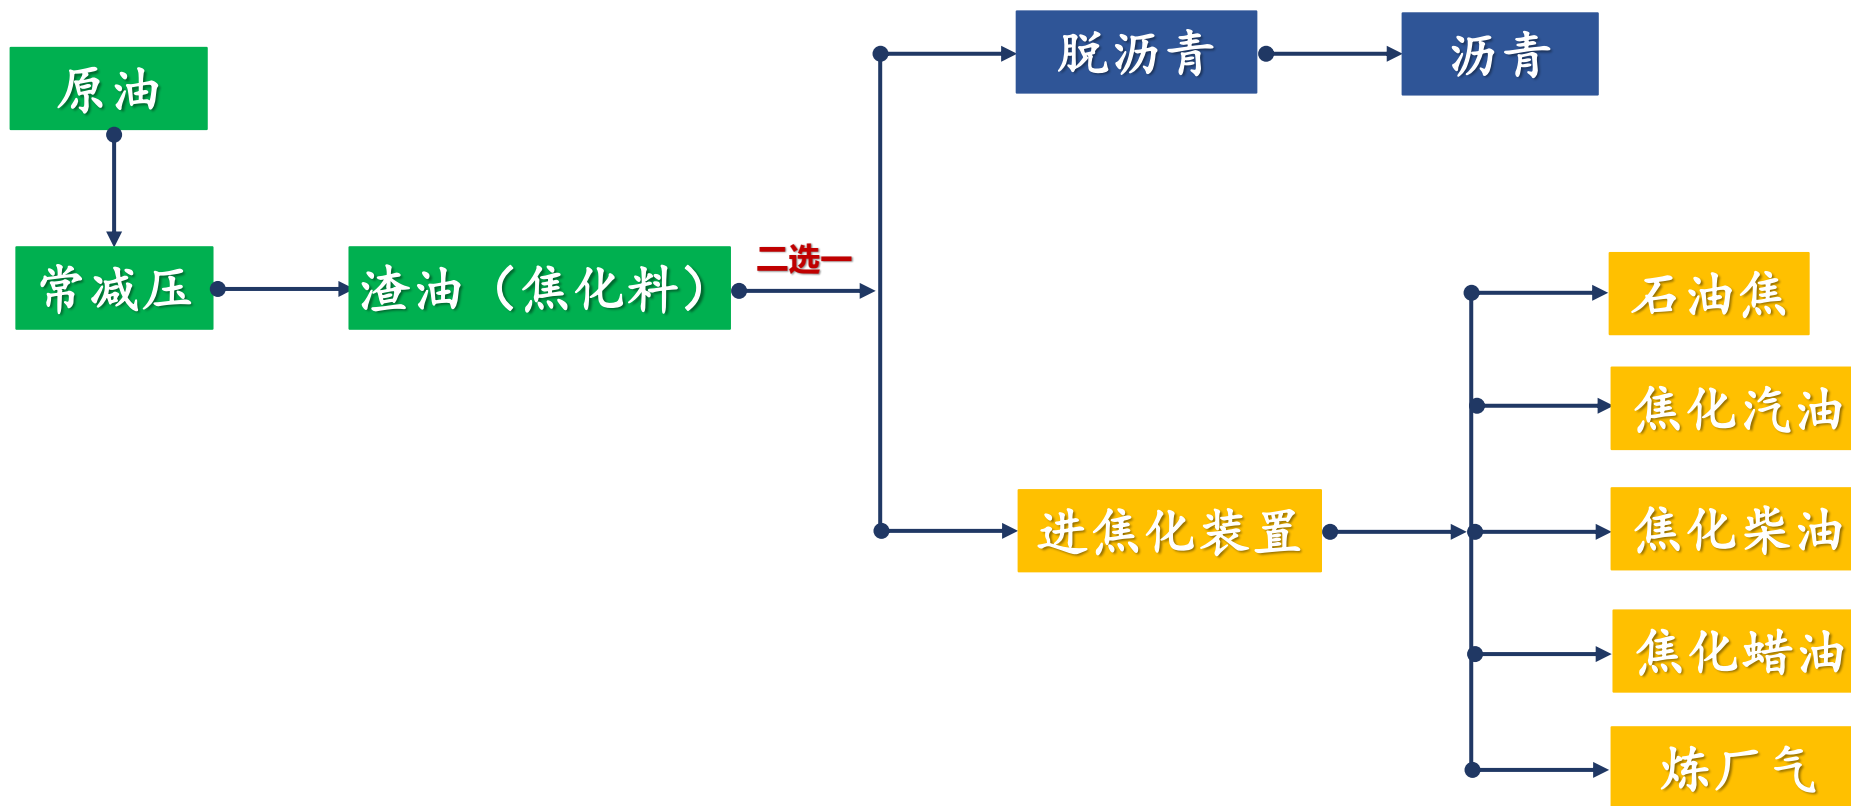 原油
常减压
渣油（焦化料）
二选一
脱沥青
沥青
进焦化装置
石油焦
焦化汽油
焦化柴油
焦化蜡油
炼厂气